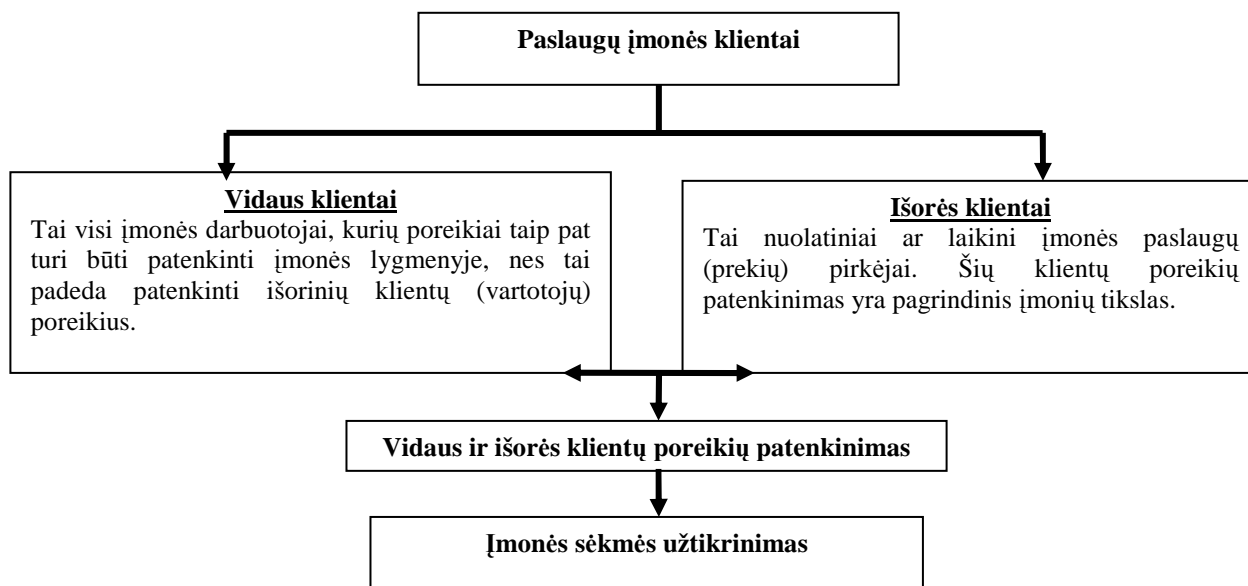 Paslaugų įmonės klientai
Vidaus klientai
Tai visi įmonės darbuotojai, kurių poreikiai taip pat
turi būti patenkinti įmonės lygmenyje, nes tai
padeda patenkinti išorinių klientų (vartotojų)
poreikius.
Išorės klientai
Tai nuolatiniai ar laikini įmonės paslaugų
(prekių) pirkėjai. Šių klientų poreikių
patenkinimas yra pagrindinis įmonių tikslas.
Vidaus ir išorės klientų poreikių patenkinimas
Įmonės sėkmės užtikrinimas